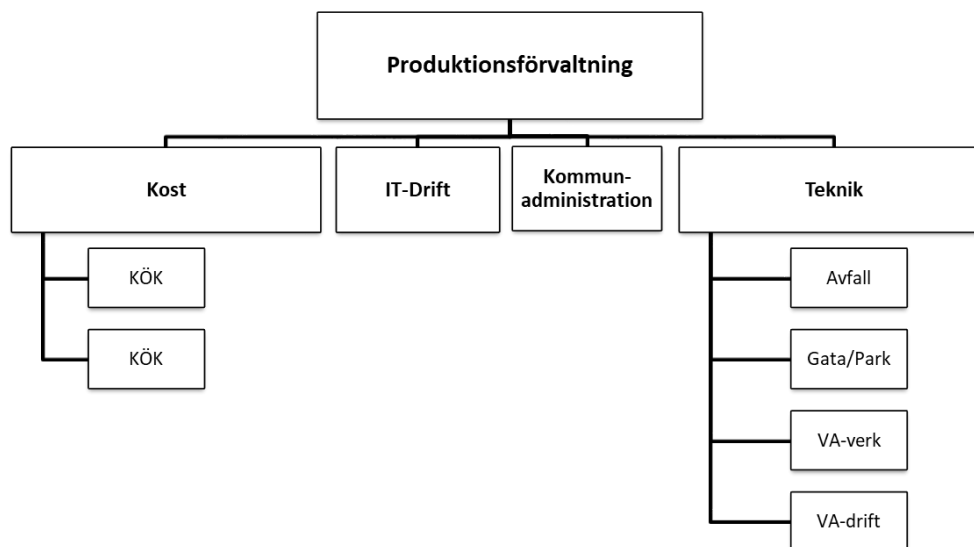 Produktionsförvaltning
Kost
IT-Drift
Kommun-
administration
Teknik
KÖK
KÖK
Avfall
Gata/Park
VA-verk
VA-drift